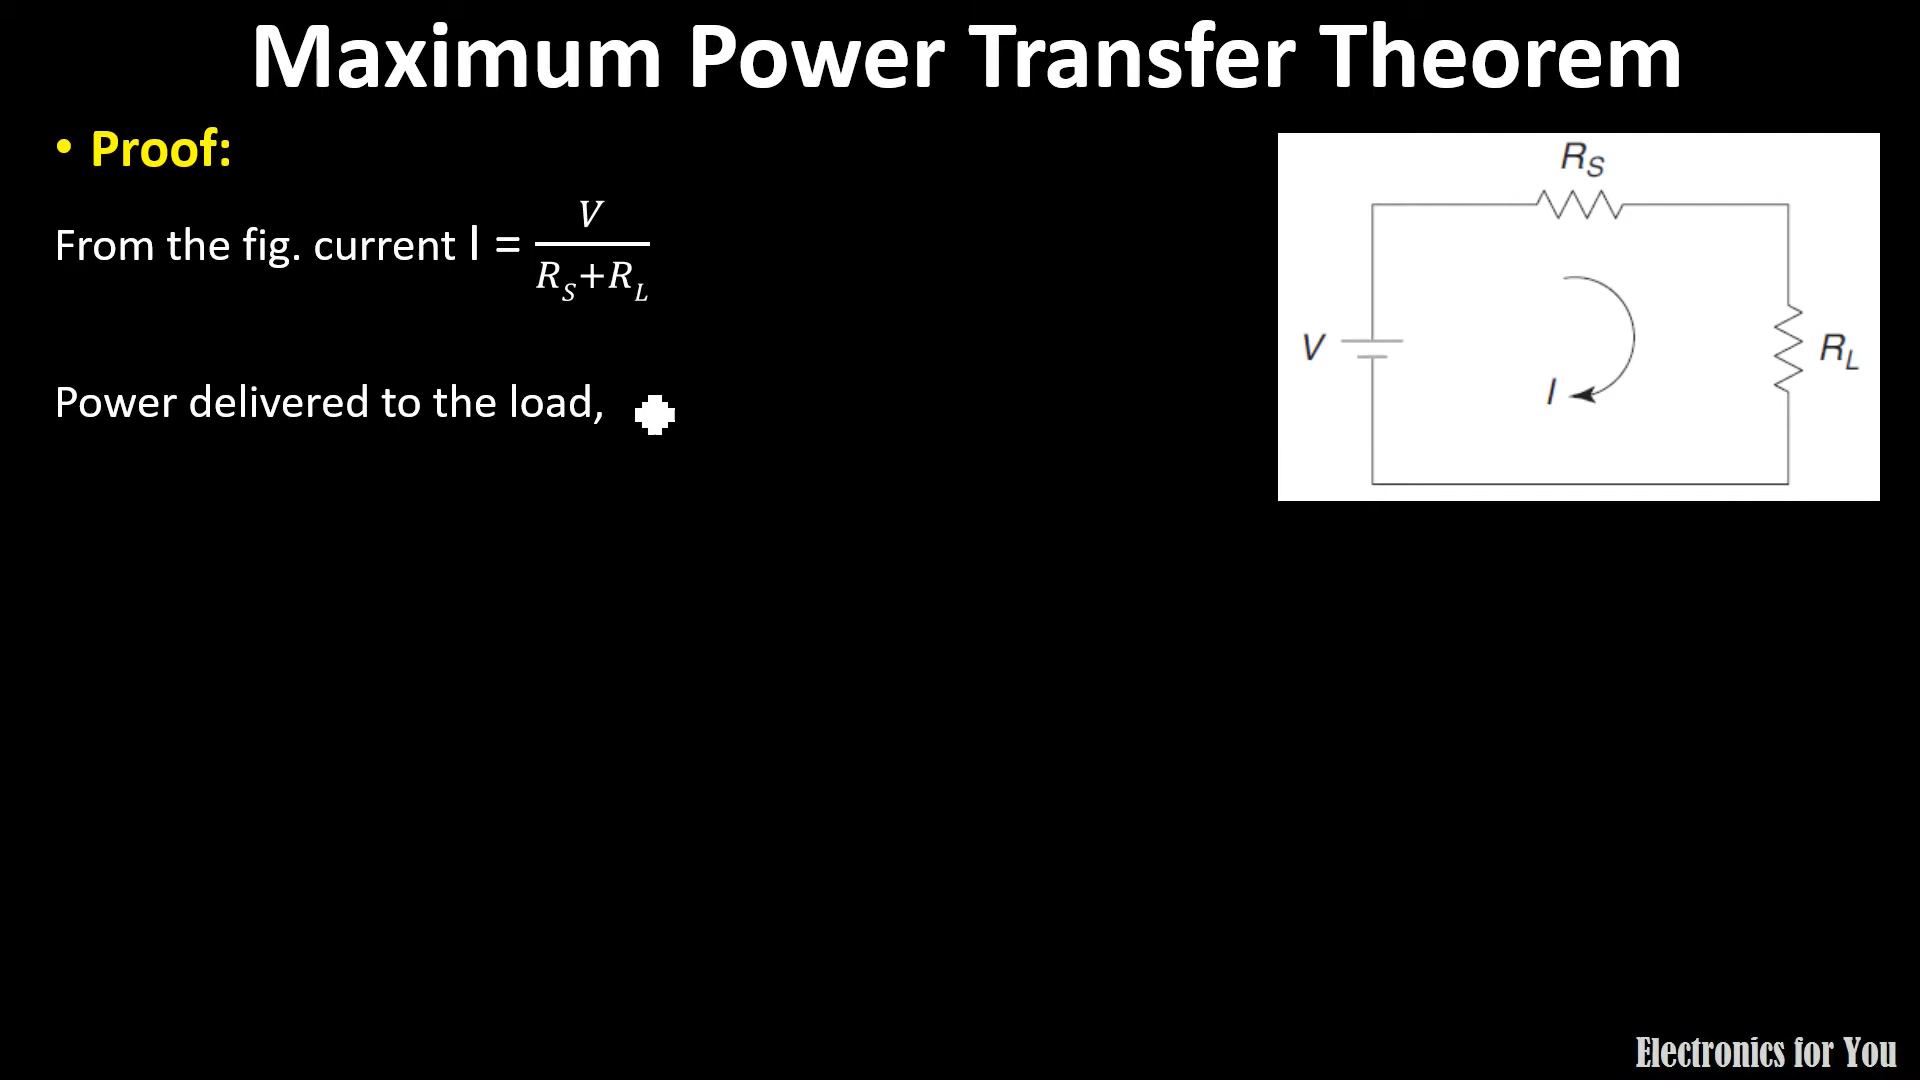 Maximum Power Transfer Theorem
• Proof:
From the fig. current I = V / (R_S+R_L)
Power delivered to the load,
R_S
V
I
R_L
Electronics for You